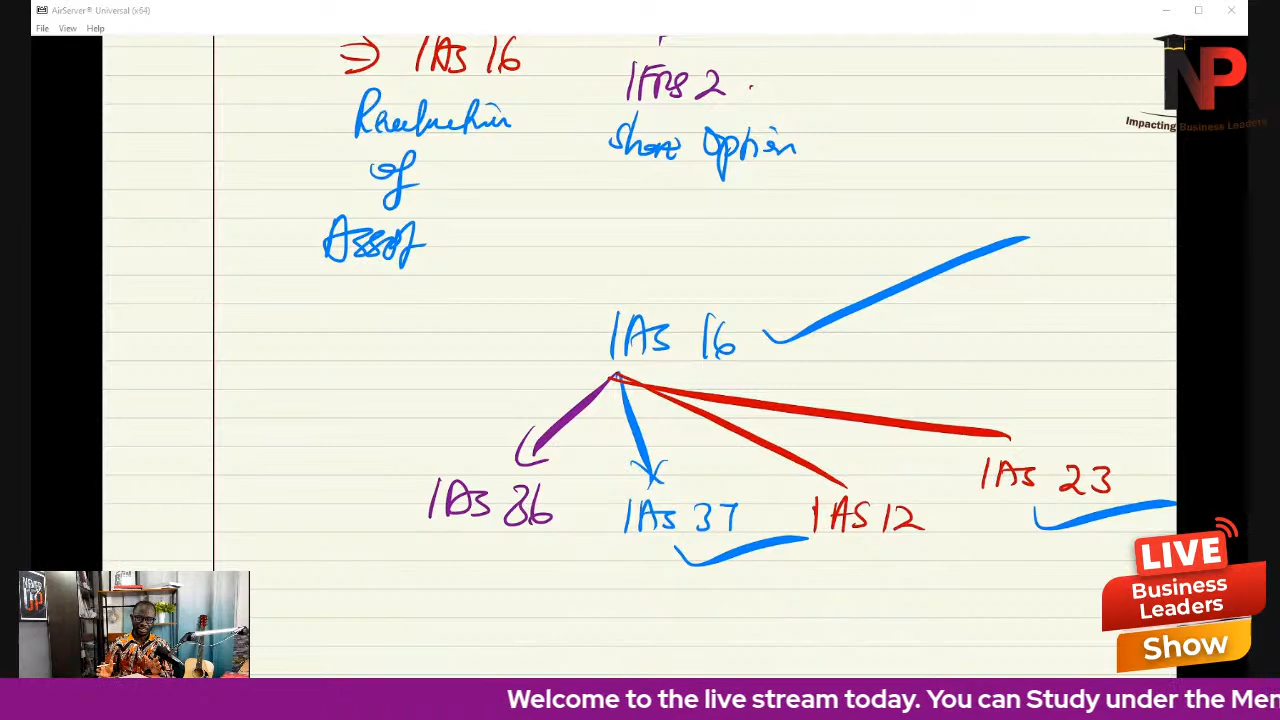 AirServer® Universal (x64)
File View Help
=> IAS 16
Revaluation
of
Asset
IFRS 2
Share Option
NP
Impacting Business Leaders
IAS 16
IAS 36
IAS 37
IAS 12
IAS 23
LIVE
Business
Leaders
Show
Welcome to the live stream today. You can Study under the Men